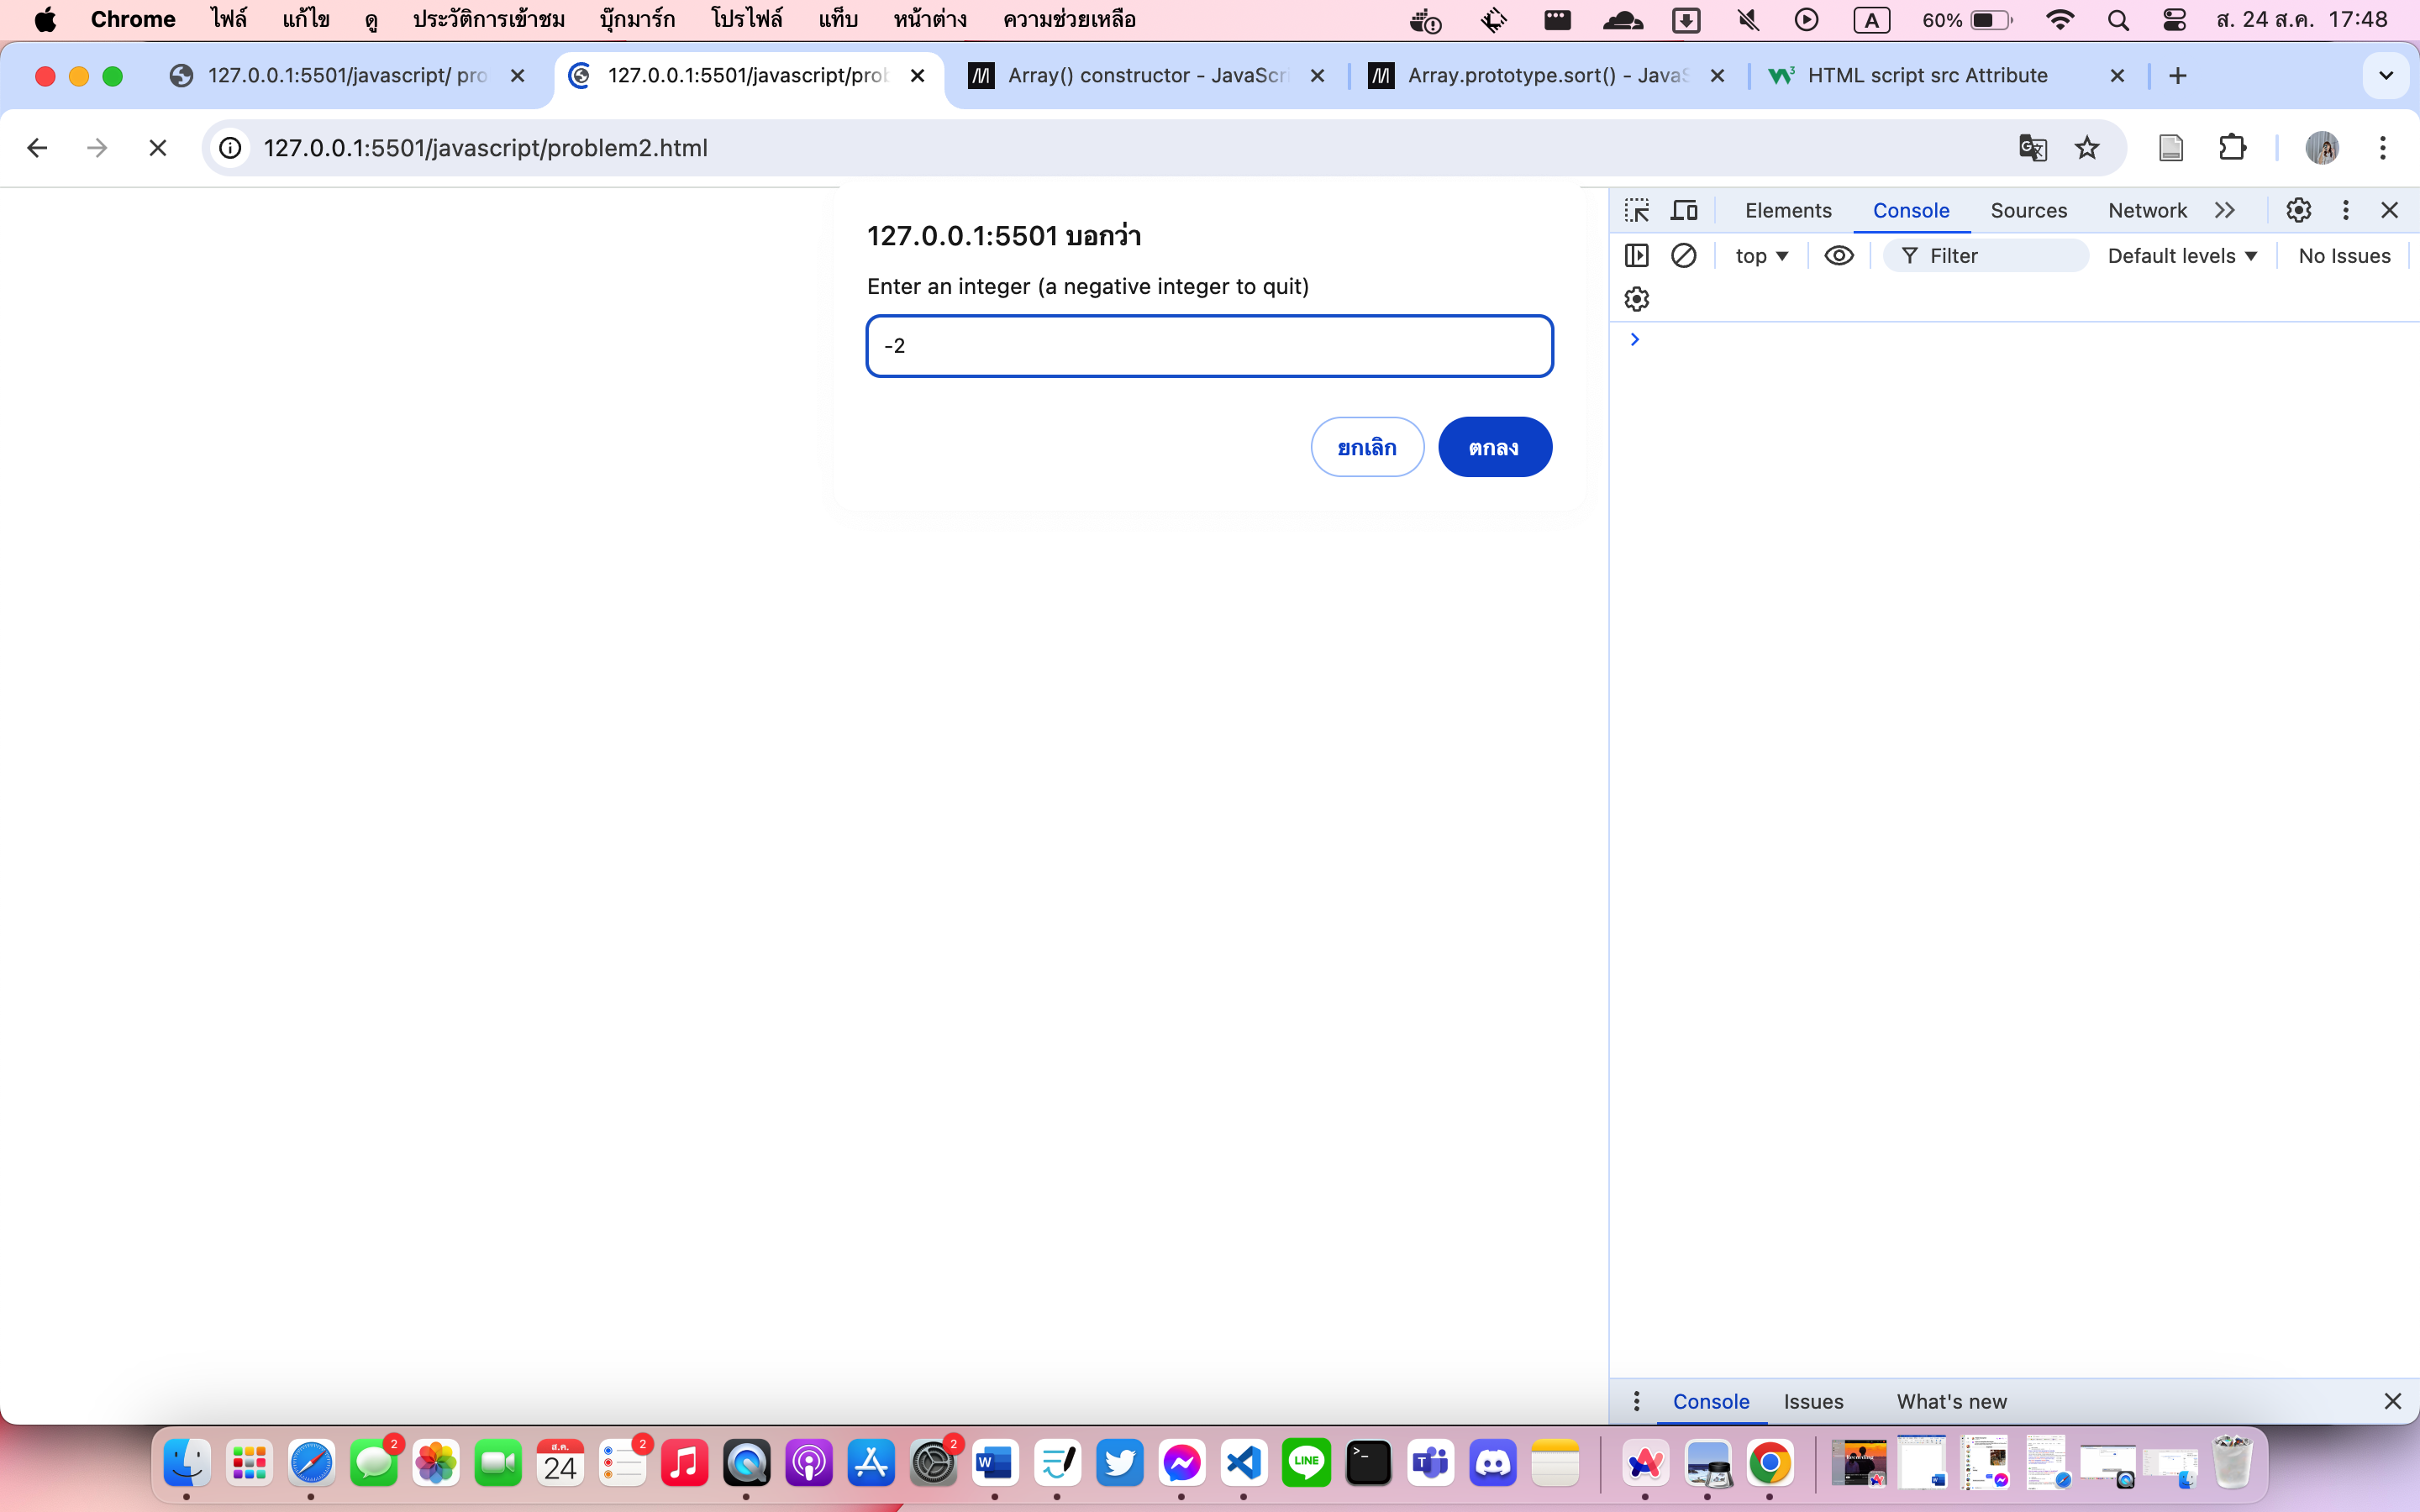 Chrome ไฟล์ แก้ไข ดู ประวัติการเข้าชม บุ๊กมาร์ก โปรไฟล์ แท็บ หน้าต่าง ความช่วยเหลือ A 60% ส. 24 ส.ค. 17:48
127.0.0.1:5501/javascript/ pro 127.0.0.1:5501/javascript/prob Array() constructor - JavaScri Array.prototype.sort() - JavaS HTML script src Attribute
127.0.0.1:5501/javascript/problem2.html
Elements Console Sources Network
top Filter Default levels No Issues
127.0.0.1:5501 บอกว่า
Enter an integer (a negative integer to quit)
-2
ยกเลิก ตกลง
Console Issues What's new
2 ส.ค. 24 2 2 W LINE T